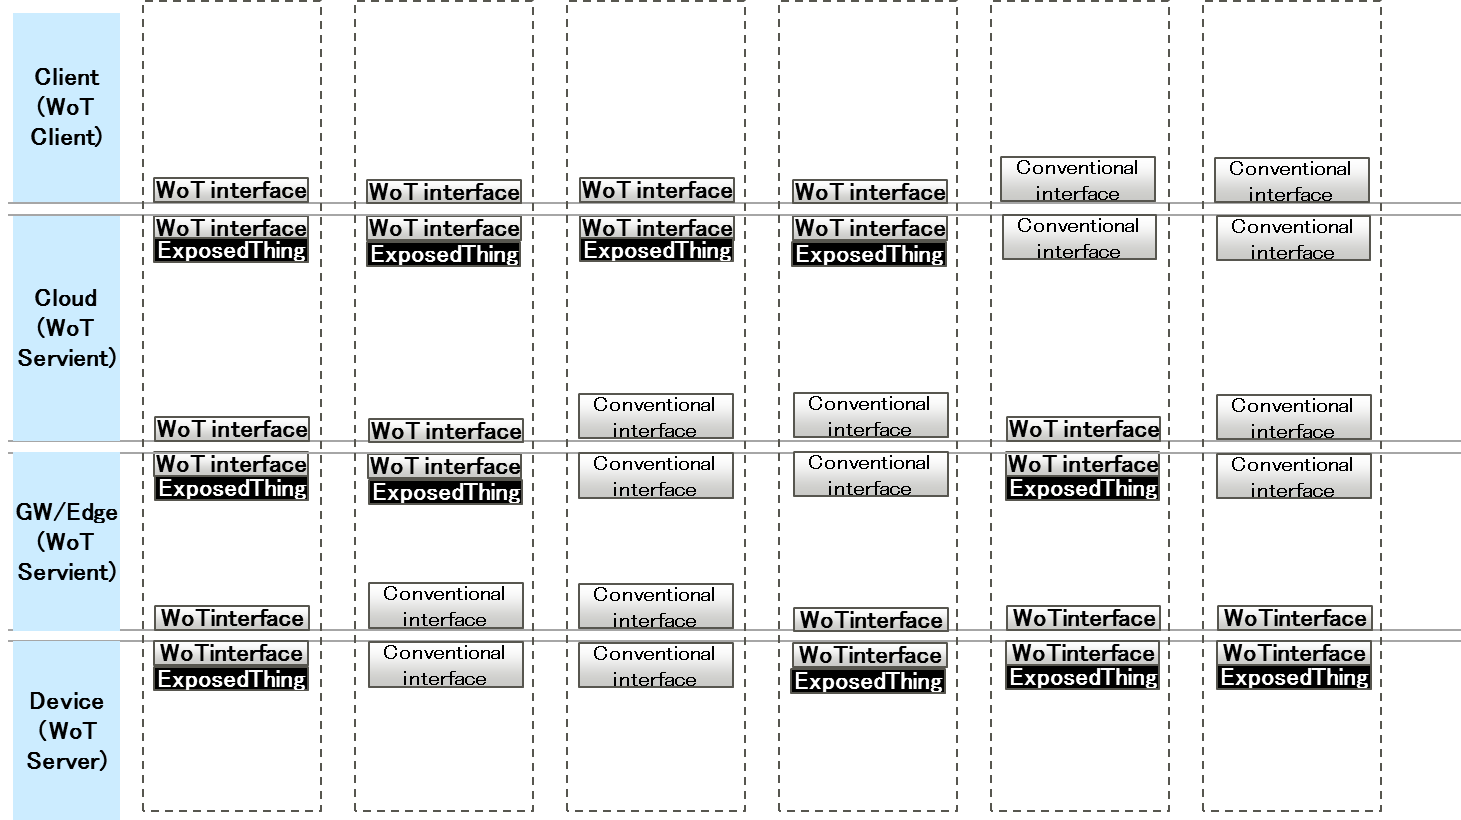 Client
(WoT
Client)
WoT interface
WoT interface
WoT interface
WoT interface
Conventional
interface
Conventional
interface
Cloud
(WoT
Servient)
WoT interface
ExposedThing
WoT interface
ExposedThing
WoT interface
ExposedThing
WoT interface
ExposedThing
Conventional
interface
Conventional
interface
WoT interface
WoT interface
Conventional
interface
Conventional
interface
WoT interface
Conventional
interface
GW/Edge
(WoT
Servient)
WoT interface
ExposedThing
WoT interface
ExposedThing
Conventional
interface
Conventional
interface
WoT interface
ExposedThing
Conventional
interface
WoTinterface
Conventional
interface
Conventional
interface
WoTinterface
WoTinterface
WoTinterface
Device
(WoT
Server)
WoTinterface
ExposedThing
Conventional
interface
Conventional
interface
WoTinterface
ExposedThing
WoTinterface
ExposedThing
WoTinterface
ExposedThing